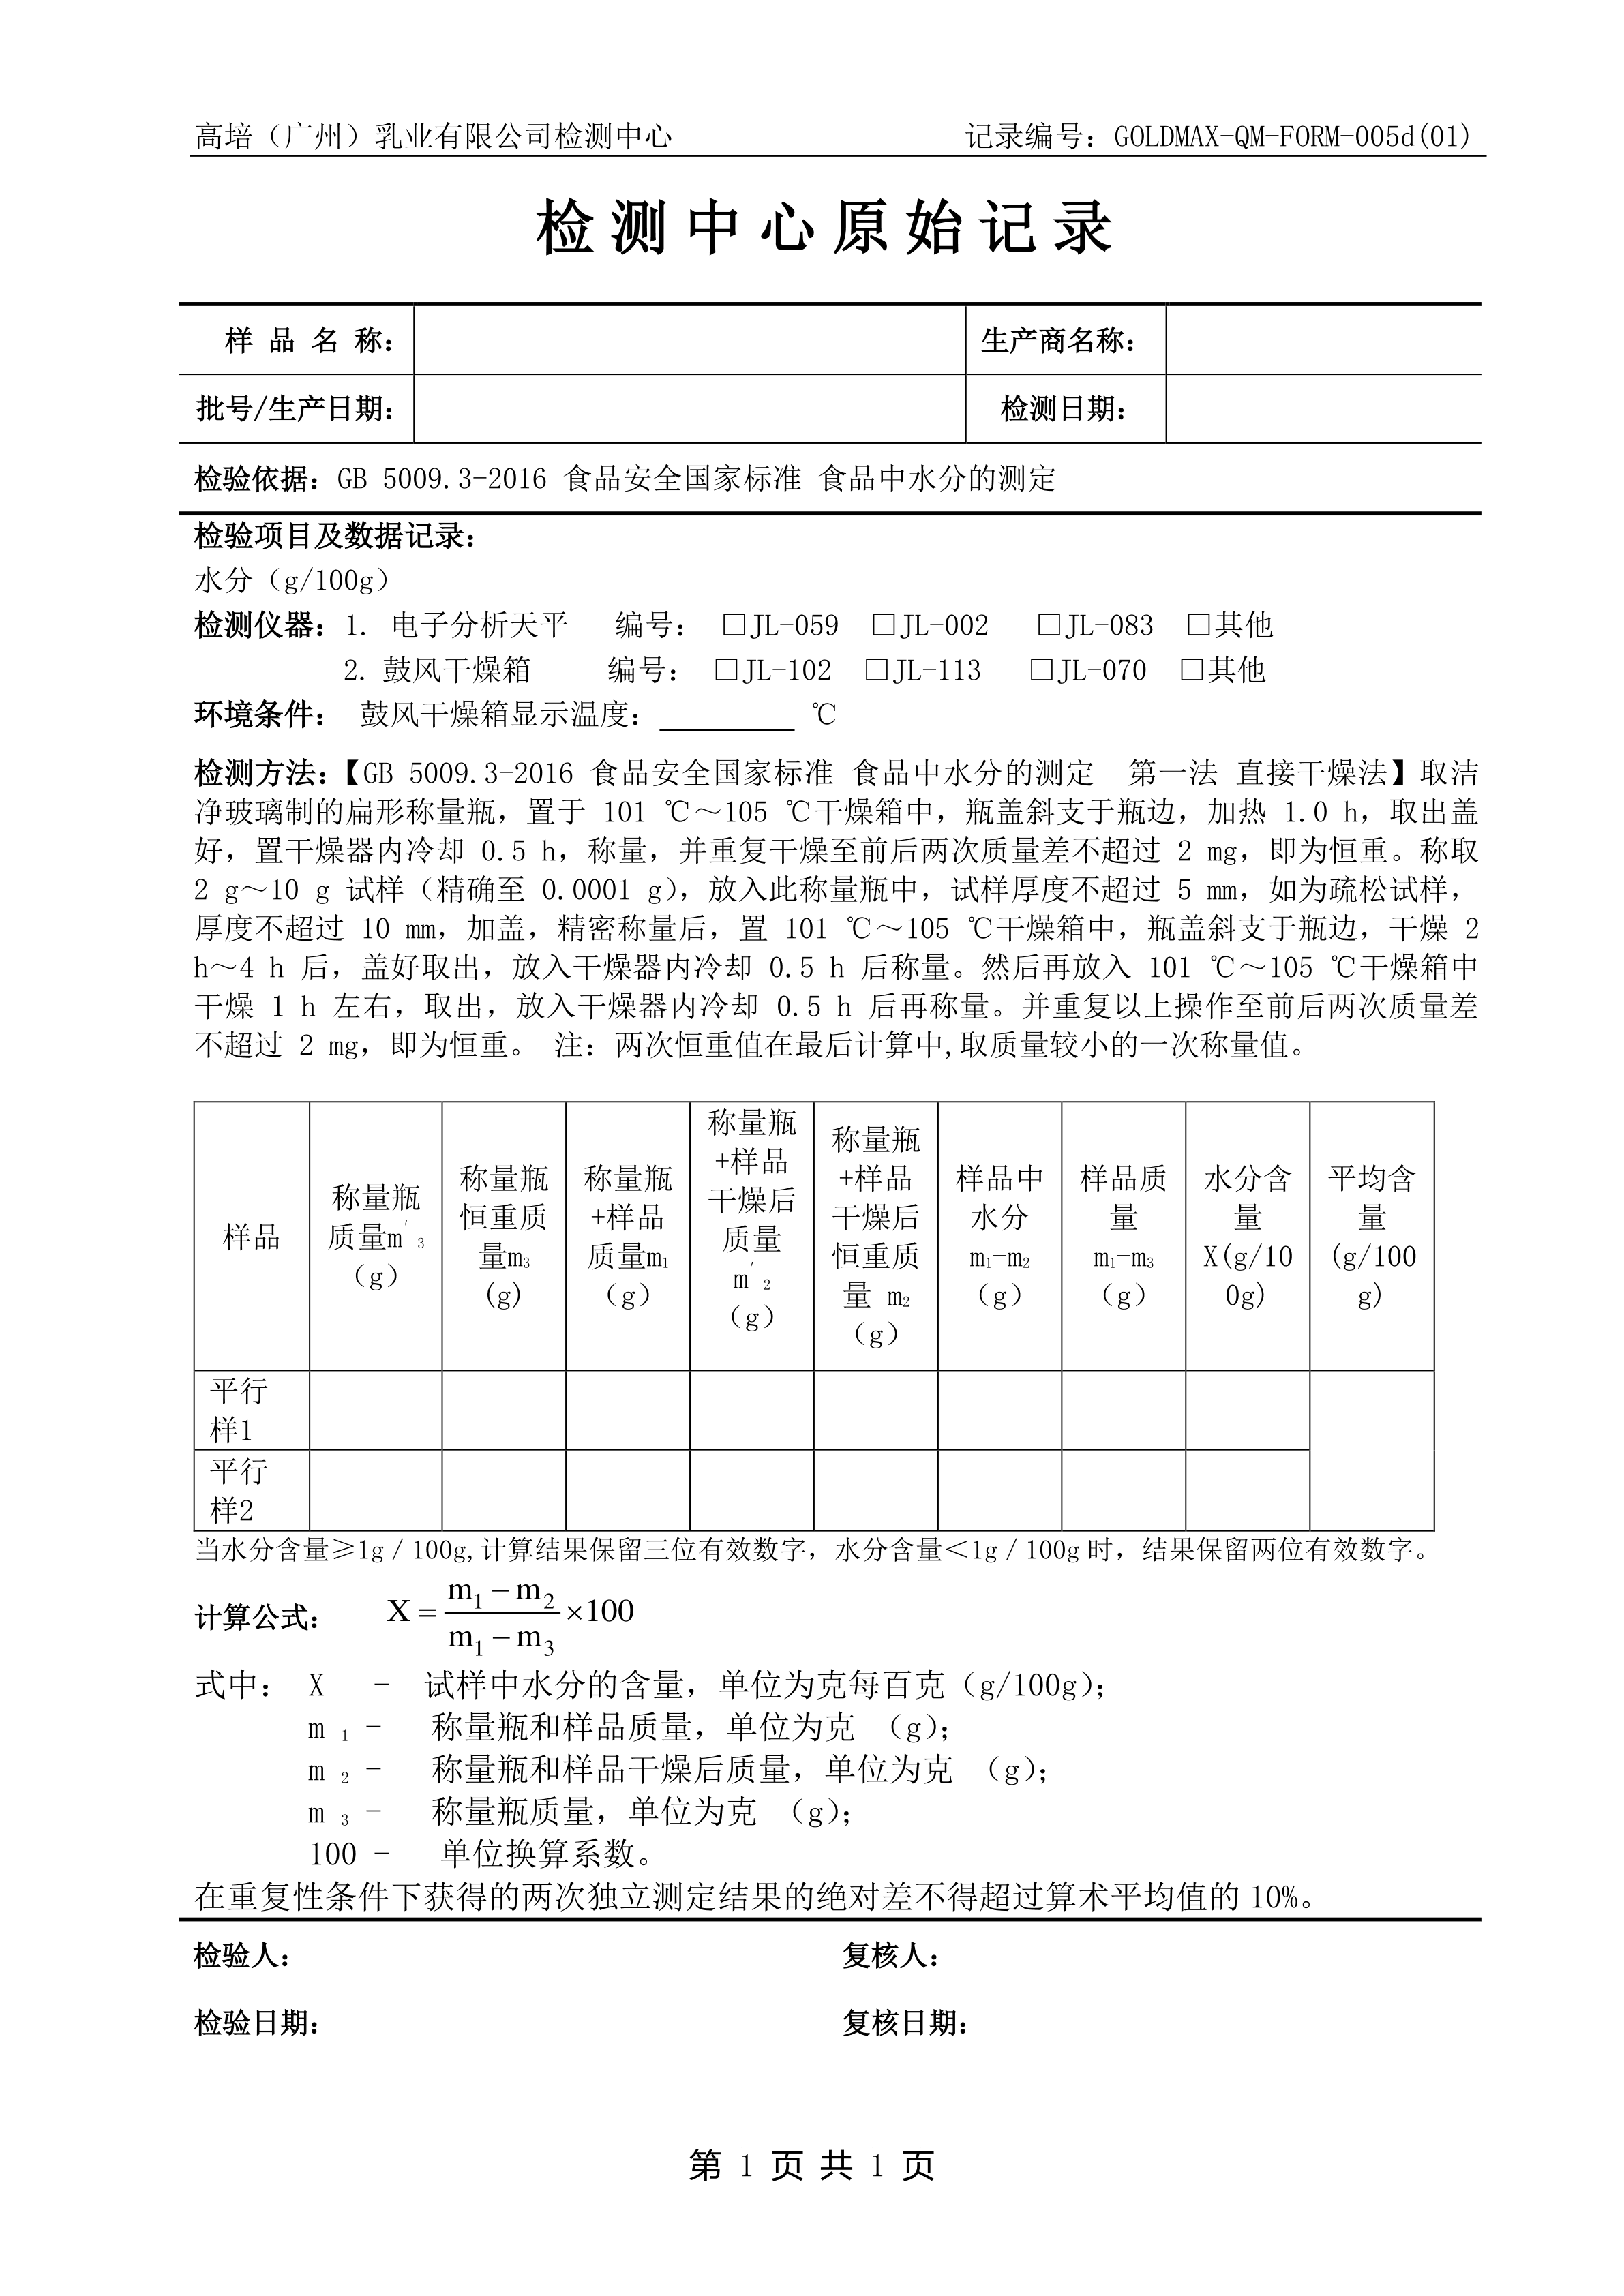 高培（广州）乳业有限公司检测中心 记录编号：GOLDMAX-QM-FORM-005d(01)
检测中心原始记录
样 品 名 称： 生产商名称：
批号/生产日期： 检测日期：
检验依据：GB 5009.3-2016 食品安全国家标准 食品中水分的测定
检验项目及数据记录：
水分（g/100g）
检测仪器：1. 电子分析天平 编号： □JL-059 □JL-002 □JL-083 □其他
2. 鼓风干燥箱 编号： □JL-102 □JL-113 □JL-070 □其他
环境条件： 鼓风干燥箱显示温度：_________ ℃
检测方法：【GB 5009.3-2016 食品安全国家标准 食品中水分的测定 第一法 直接干燥法】取洁
净玻璃制的扁形称量瓶，置于 101 ℃～105 ℃干燥箱中，瓶盖斜支于瓶边，加热 1.0 h，取出盖
好，置干燥器内冷却 0.5 h，称量，并重复干燥至前后两次质量差不超过 2 mg，即为恒重。称取
2 g～10 g 试样（精确至 0.0001 g），放入此称量瓶中，试样厚度不超过 5 mm，如为疏松试样，
厚度不超过 10 mm，加盖，精密称量后，置 101 ℃～105 ℃干燥箱中，瓶盖斜支于瓶边，干燥 2
h～4 h 后，盖好取出，放入干燥器内冷却 0.5 h 后称量。然后再放入 101 ℃～105 ℃干燥箱中
干燥 1 h 左右，取出，放入干燥器内冷却 0.5 h 后再称量。并重复以上操作至前后两次质量差
不超过 2 mg，即为恒重。 注：两次恒重值在最后计算中,取质量较小的一次称量值。
样品
称量瓶
质量m′3
（g）
称量瓶
恒重质
量m3
(g)
称量瓶
+样品
质量m1
（g）
称量瓶
+样品
干燥后
质量
m′2
（g）
称量瓶
+样品
干燥后
恒重质
量 m2
（g）
样品中
水分
m1-m2
（g）
样品质
量
m1-m3
（g）
水分含
量
X(g/10
0g)
平均含
量
(g/100
g)
平行
样1
平行
样2
当水分含量≥1g／100g,计算结果保留三位有效数字，水分含量＜1g／100g 时，结果保留两位有效数字。
计算公式： X = (m1 − m2)/(m1 − m3) ×100
式中： X - 试样中水分的含量，单位为克每百克（g/100g）；
m 1 - 称量瓶和样品质量，单位为克 （g）；
m 2 - 称量瓶和样品干燥后质量，单位为克 （g）；
m 3 - 称量瓶质量，单位为克 （g）；
100 - 单位换算系数。
在重复性条件下获得的两次独立测定结果的绝对差不得超过算术平均值的 10%。
检验人： 复核人：
检验日期： 复核日期：
第 1 页 共 1 页